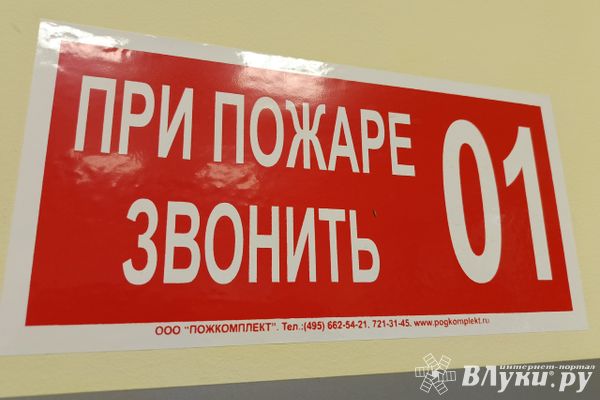 ПРИ ПОЖАРЕ
ЗВОНИТЬ
01
ООО "ПОЖКОМПЛЕКТ". Тел.:(495) 662-54-21, 721-31-45. www.pogkomplekt.ru
интернет-портал
ВЛуки.ру